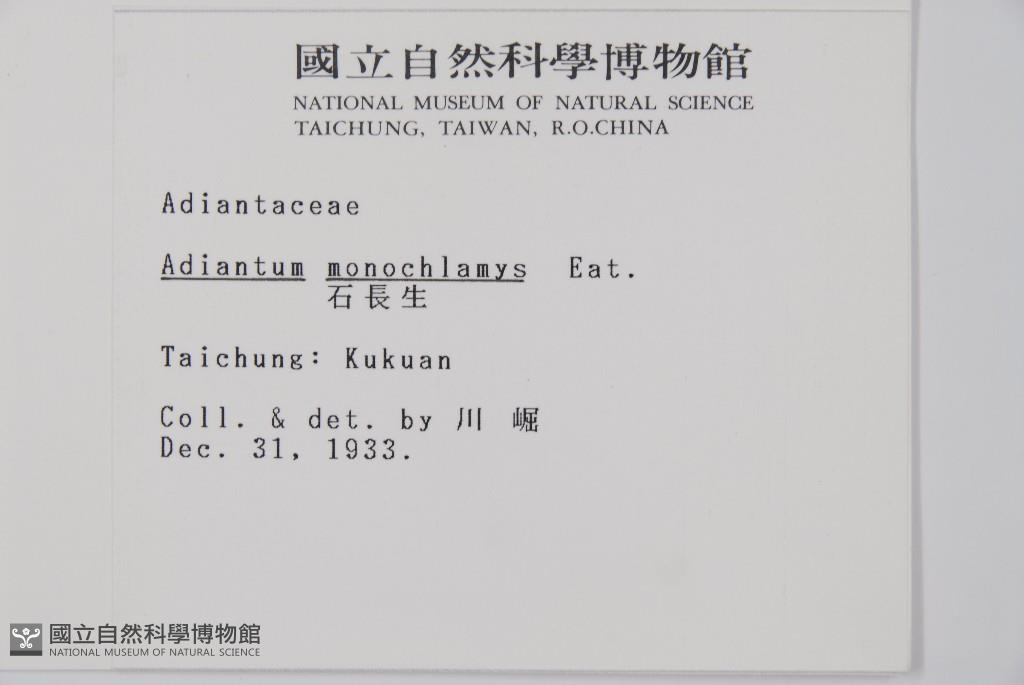 國立自然科學博物館
NATIONAL MUSEUM OF NATURAL SCIENCE
TAICHUNG, TAIWAN, R.O.CHINA
Adiantaceae
Adiantum monochlamys Eat.
石長生
Taichung: Kukuan
Coll. & det. by 川 崛
Dec. 31, 1933.
國立自然科學博物館
NATIONAL MUSEUM OF NATURAL SCIENCE